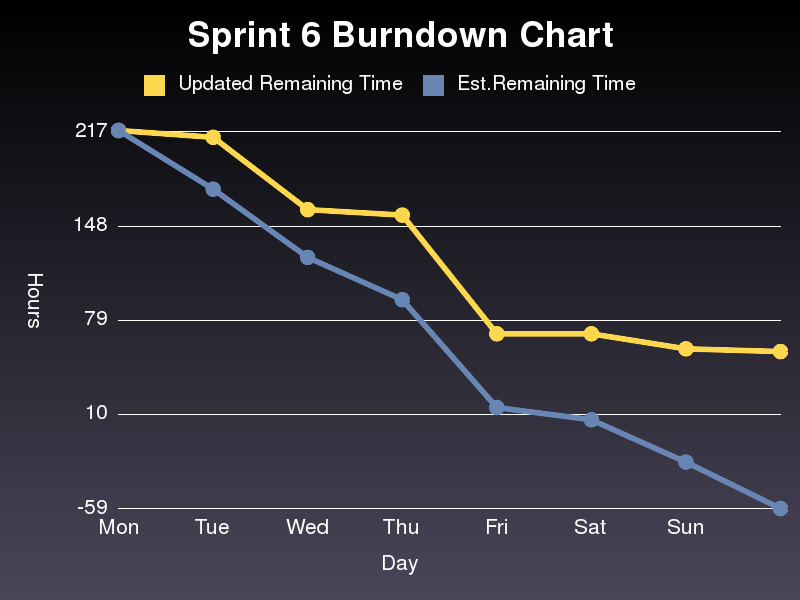 Sprint 6 Burndown Chart
Updated Remaining Time Est.Remaining Time
217
148
79
10
-59
Hours
Mon Tue Wed Thu Fri Sat Sun
Day